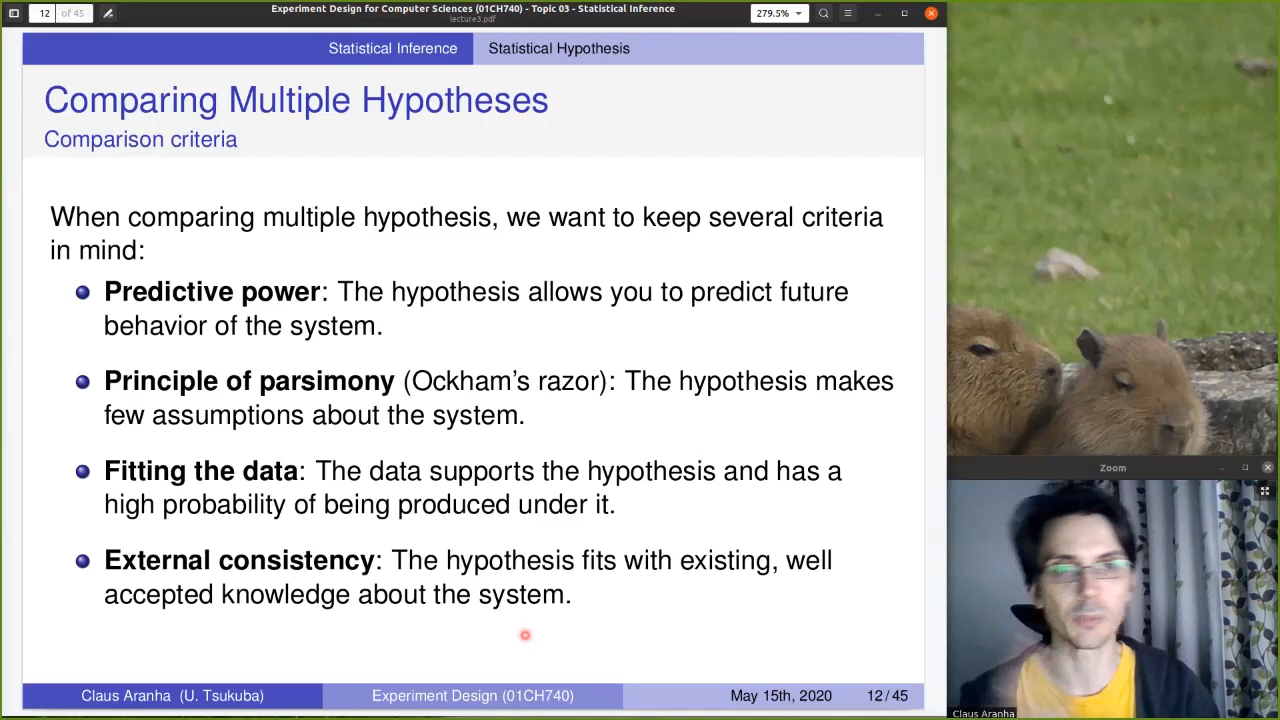 12 of 45
Experiment Design for Computer Sciences (01CH740) - Topic 03 - Statistical Inference
lecture3.pdf
279.5%
Statistical Inference
Statistical Hypothesis
Comparing Multiple Hypotheses
Comparison criteria
When comparing multiple hypothesis, we want to keep several criteria
in mind:
Predictive power: The hypothesis allows you to predict future
behavior of the system.
Principle of parsimony (Ockham's razor): The hypothesis makes
few assumptions about the system.
Fitting the data: The data supports the hypothesis and has a
high probability of being produced under it.
External consistency: The hypothesis fits with existing, well
accepted knowledge about the system.
Claus Aranha (U. Tsukuba)
Experiment Design (01CH740)
May 15th, 2020
12 / 45
Zoom
Claus Aranha